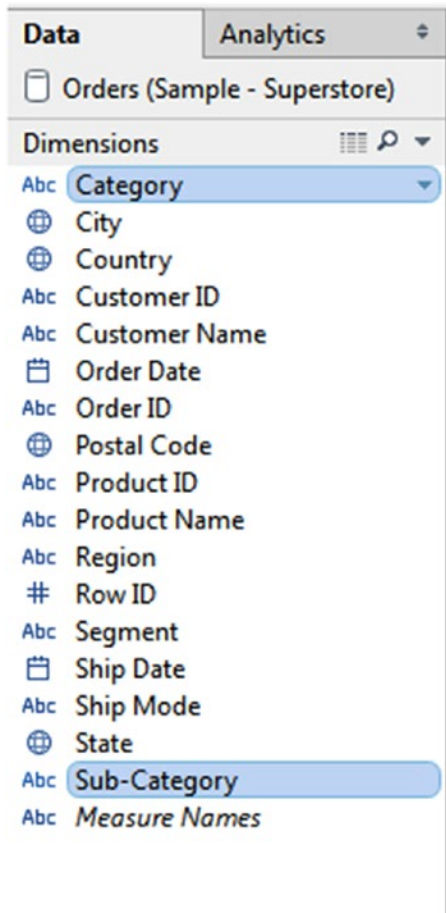 Data Analytics
Orders (Sample - Superstore)
Dimensions
Abc Category
City
Country
Abc Customer ID
Abc Customer Name
Order Date
Abc Order ID
Postal Code
Abc Product ID
Abc Product Name
Abc Region
# Row ID
Abc Segment
Ship Date
Abc Ship Mode
State
Abc Sub-Category
Abc Measure Names